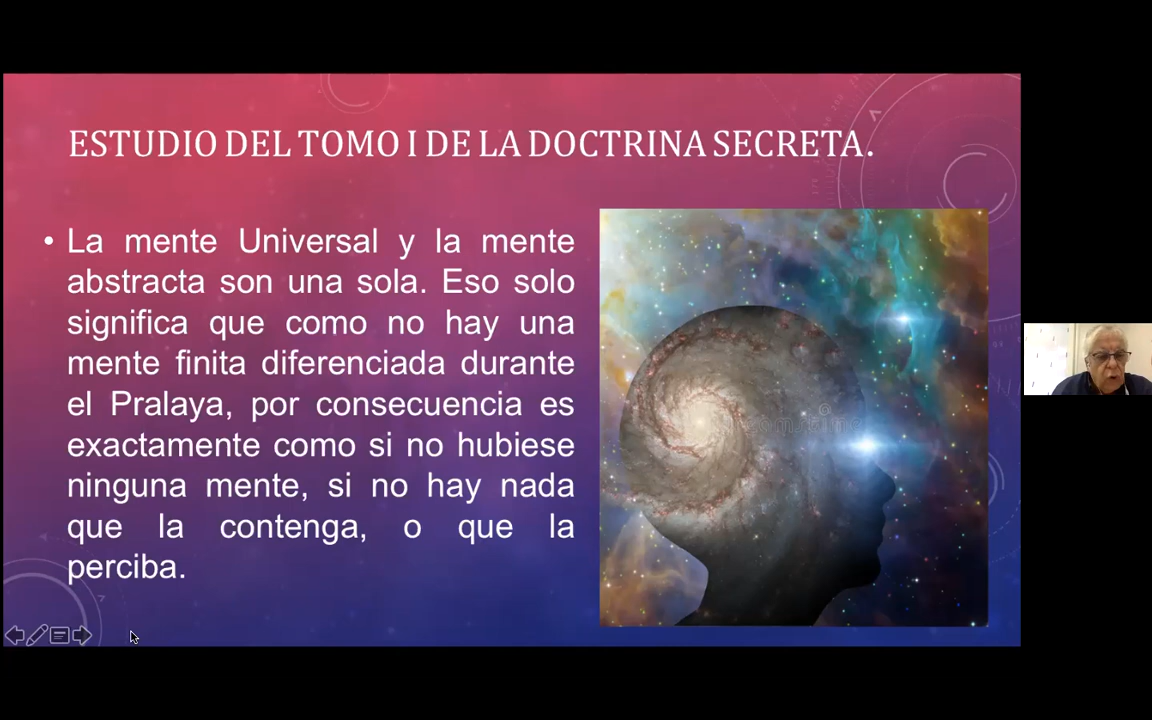 ESTUDIO DEL TOMO I DE LA DOCTRINA SECRETA.
• La mente Universal y la mente
abstracta son una sola. Eso solo
significa que como no hay una
mente finita diferenciada durante
el Pralaya, por consecuencia es
exactamente como si no hubiese
ninguna mente, si no hay nada
que la contenga, o que la
perciba.